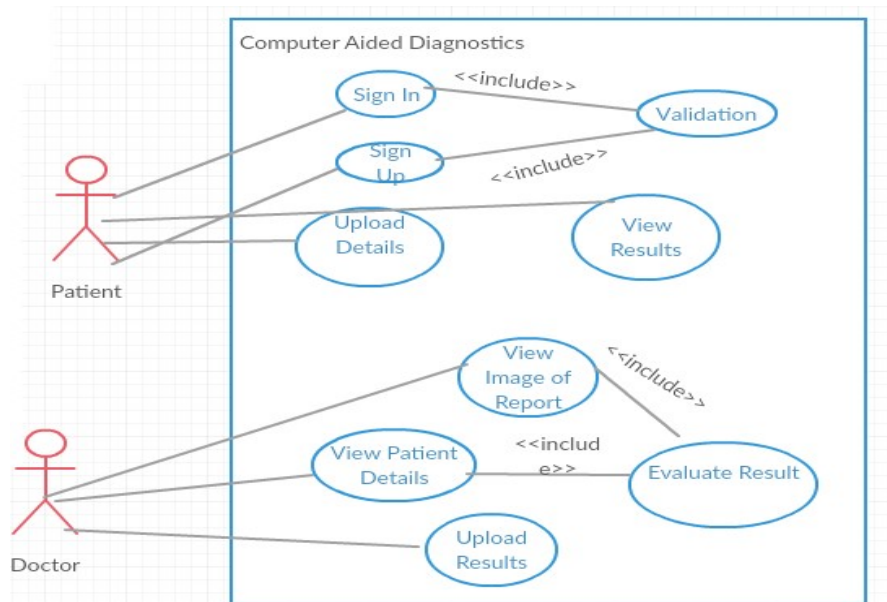 Computer Aided Diagnostics
<<include>>
Sign In
Validation
Sign
Up
<<include>>
Upload
Details
View
Results
Patient
View
Image of
Report
<<include>>
View Patient
Details
<<includ
e>>
Evaluate Result
Upload
Results
Doctor